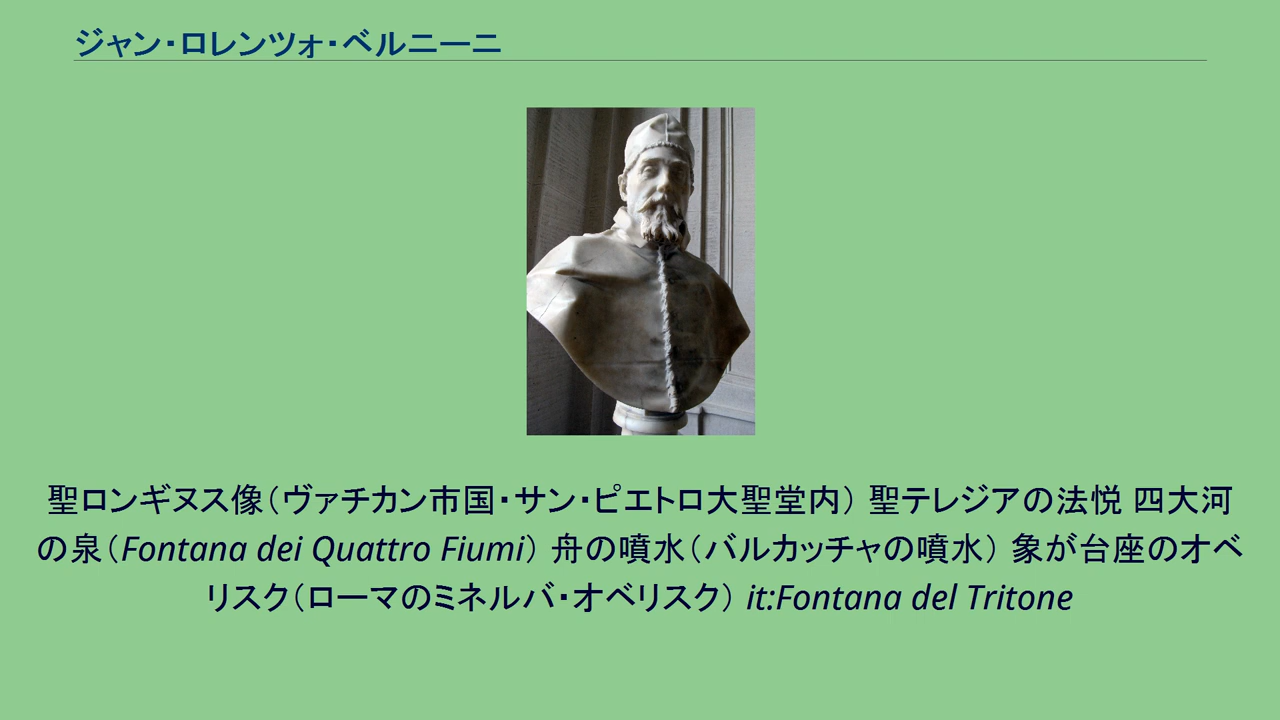 ジャン・ロレンツォ・ベルニーニ
聖ロンギヌス像（ヴァチカン市国・サン・ピエトロ大聖堂内） 聖テレジアの法悦 四大河
の泉（Fontana dei Quattro Fiumi） 舟の噴水（バルカッチャの噴水） 象が台座のオベ
リスク（ローマのミネルバ・オベリスク） it:Fontana del Tritone